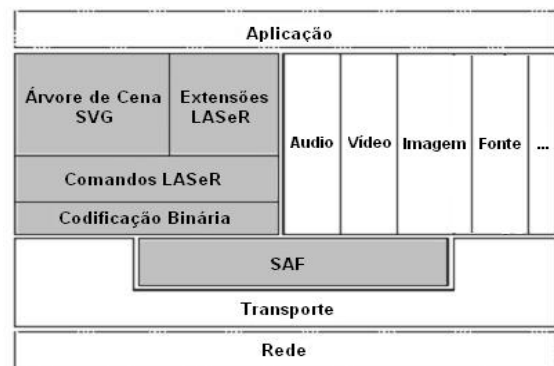 Aplicação
Árvore de Cena
SVG
Extensões
LASeR
Audio
Vídeo
Imagem
Fonte
...
Comandos LASeR
Codificação Binária
SAF
Transporte
Rede